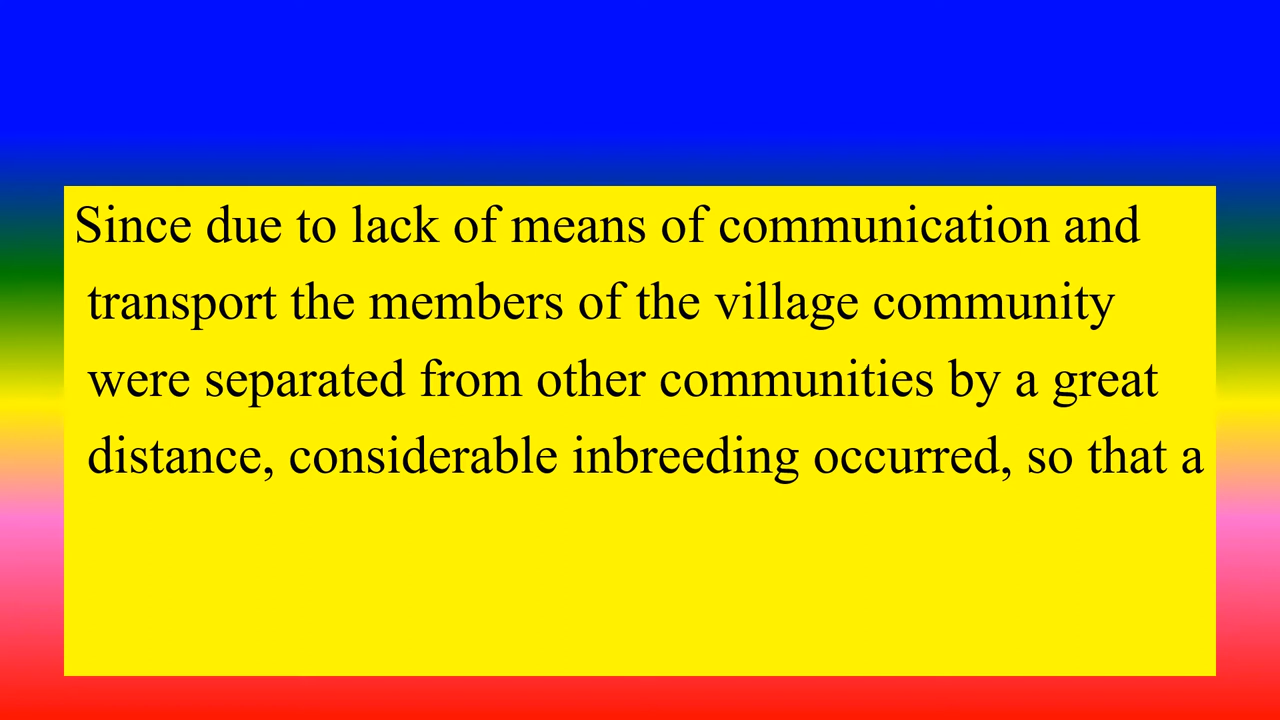 Since due to lack of means of communication and
transport the members of the village community
were separated from other communities by a great
distance, considerable inbreeding occurred, so that a